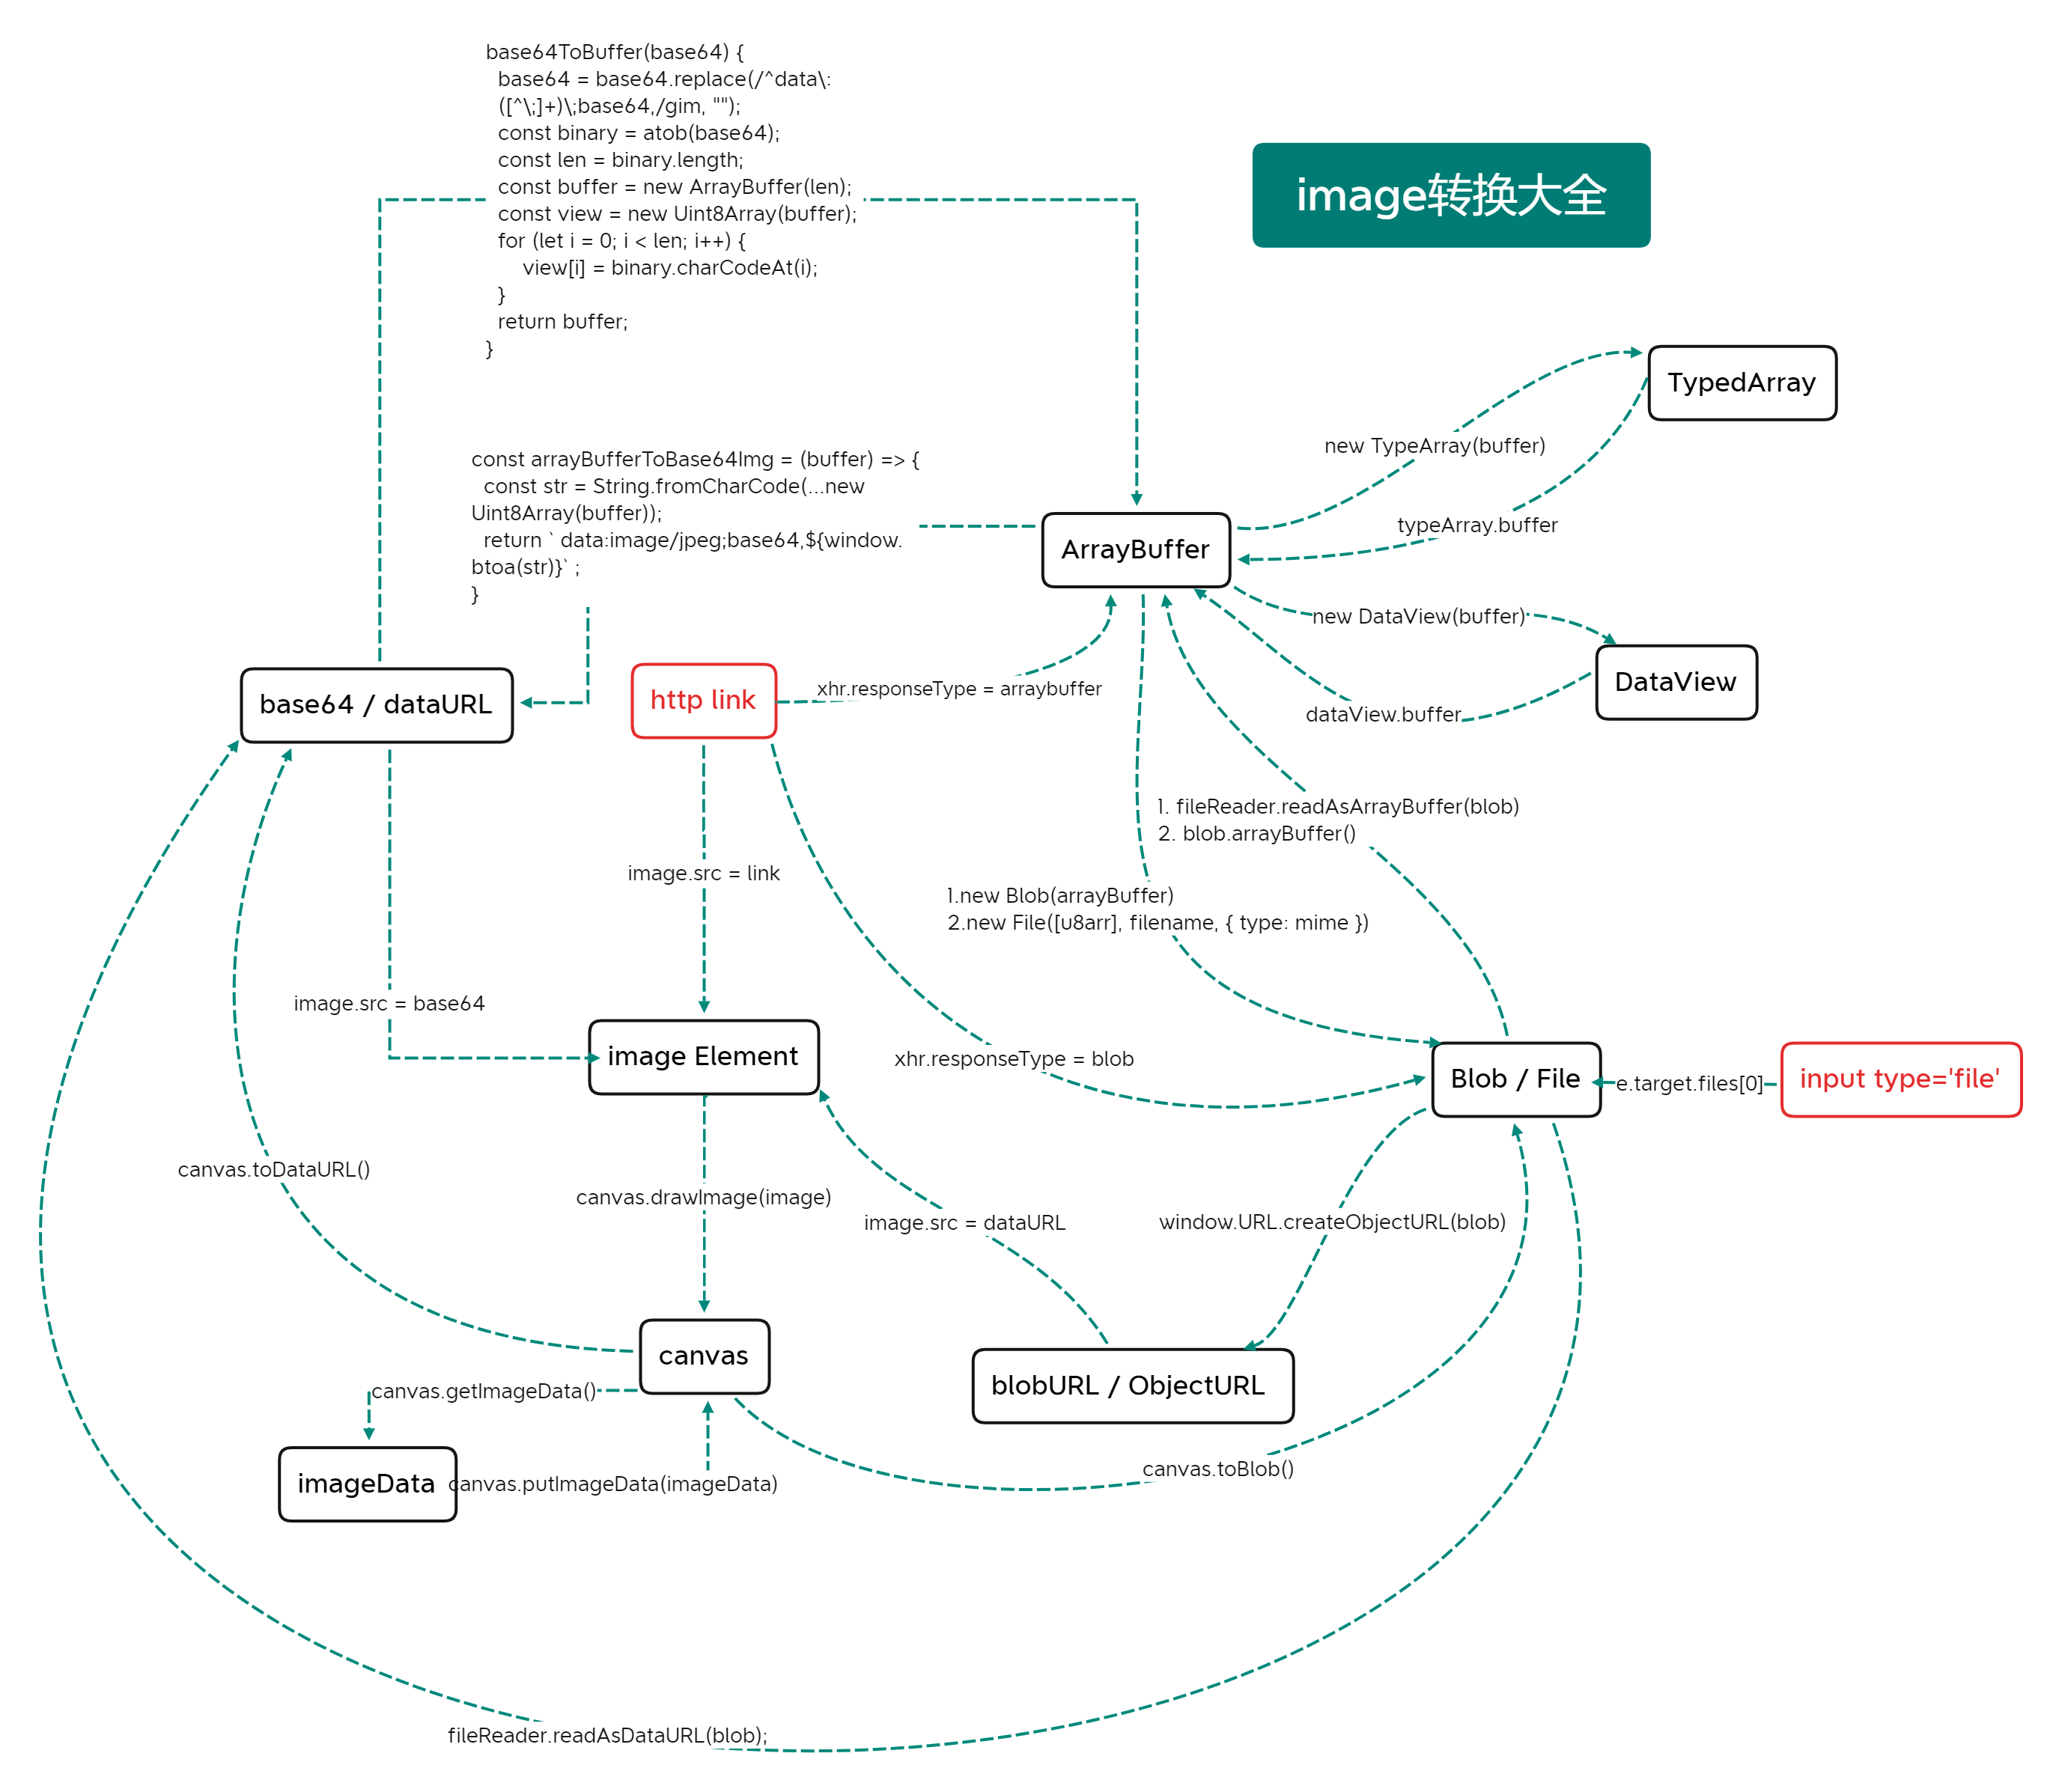 base64ToBuffer(base64) {
base64 = base64.replace(/^data\:
([^\;]+)\;base64,/gim, "");
const binary = atob(base64);
const len = binary.length;
const buffer = new ArrayBuffer(len);
const view = new Uint8Array(buffer);
for (let i = 0; i < len; i++) {
view[i] = binary.charCodeAt(i);
}
return buffer;
}
image转换大全
TypedArray
new TypeArray(buffer)
typeArray.buffer
const arrayBufferToBase64Img = (buffer) => {
const str = String.fromCharCode(...new
Uint8Array(buffer));
return ` data:image/jpeg;base64,${window.
btoa(str)}` ;
}
ArrayBuffer
new DataView(buffer)
DataView
dataView.buffer
base64 / dataURL
http link
xhr.responseType = arraybuffer
1. fileReader.readAsArrayBuffer(blob)
2. blob.arrayBuffer()
image.src = link
1.new Blob(arrayBuffer)
2.new File([u8arr], filename, { type: mime })
image.src = base64
image Element
xhr.responseType = blob
Blob / File
e.target.files[0]
input type='file'
canvas.toDataURL()
canvas.drawImage(image)
image.src = dataURL
window.URL.createObjectURL(blob)
canvas
blobURL / ObjectURL
canvas.getImageData()
imageData
canvas.putImageData(imageData)
canvas.toBlob()
fileReader.readAsDataURL(blob);